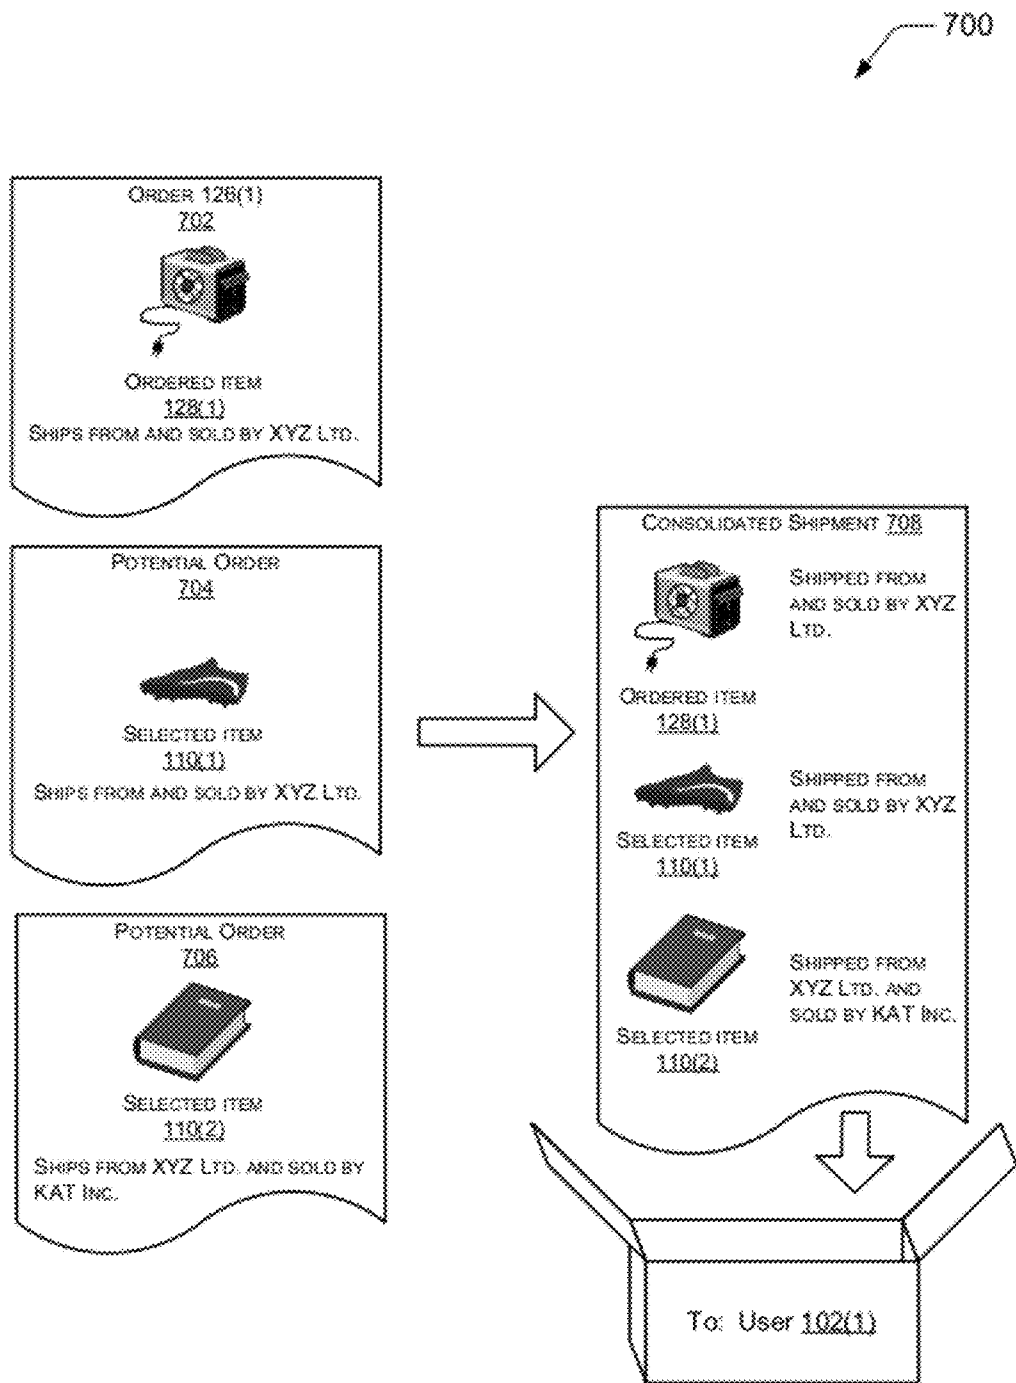 700
ORDER 126(1)
702
ORDERED ITEM
128(1)
SHIPS FROM AND SOLD BY XYZ LTD.
POTENTIAL ORDER
704
SELECTED ITEM
110(1)
SHIPS FROM AND SOLD BY XYZ LTD.
POTENTIAL ORDER
706
SELECTED ITEM
110(2)
SHIPS FROM XYZ LTD. AND SOLD BY
KAT INC.
CONSOLIDATED SHIPMENT 708
SHIPPED FROM
AND SOLD BY XYZ
LTD.
ORDERED ITEM
128(1)
SHIPPED FROM
AND SOLD BY XYZ
LTD.
SELECTED ITEM
110(1)
SHIPPED FROM
XYZ LTD. AND
SOLD BY KAT INC.
SELECTED ITEM
110(2)
To: User 102(1)